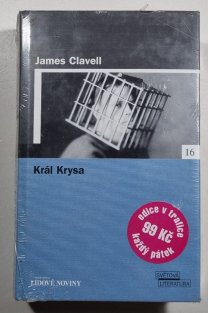 James Clavell
16
Král Krysa
edice v trafice
99 Kč
každý pátek
LIDOVÉ NOVINY
SVĚTOVÁ
LITERATURA